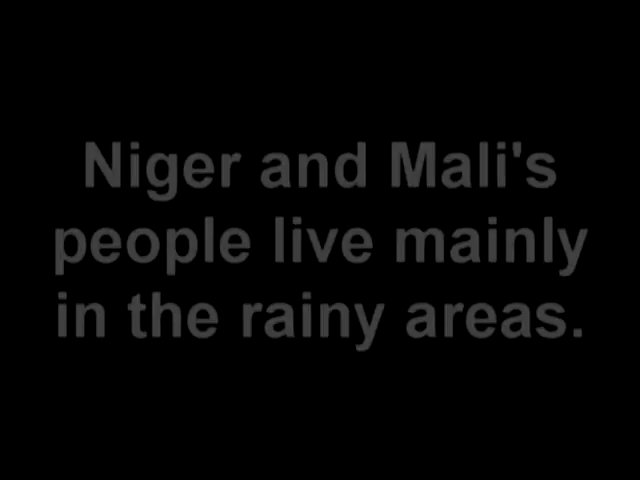 Niger and Mali's
people live mainly
in the rainy areas.